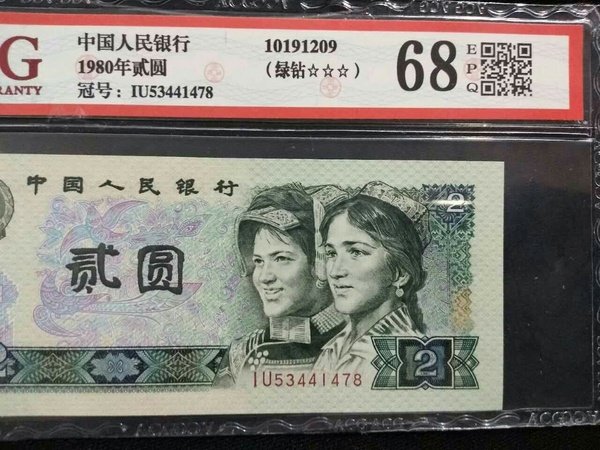 G
RANTY
中国人民银行
1980年贰圆
冠号: IU53441478
10191209
(绿钻☆☆☆)
68
E
P
Q
中国人民银行
贰圆
2
IU53441478
2